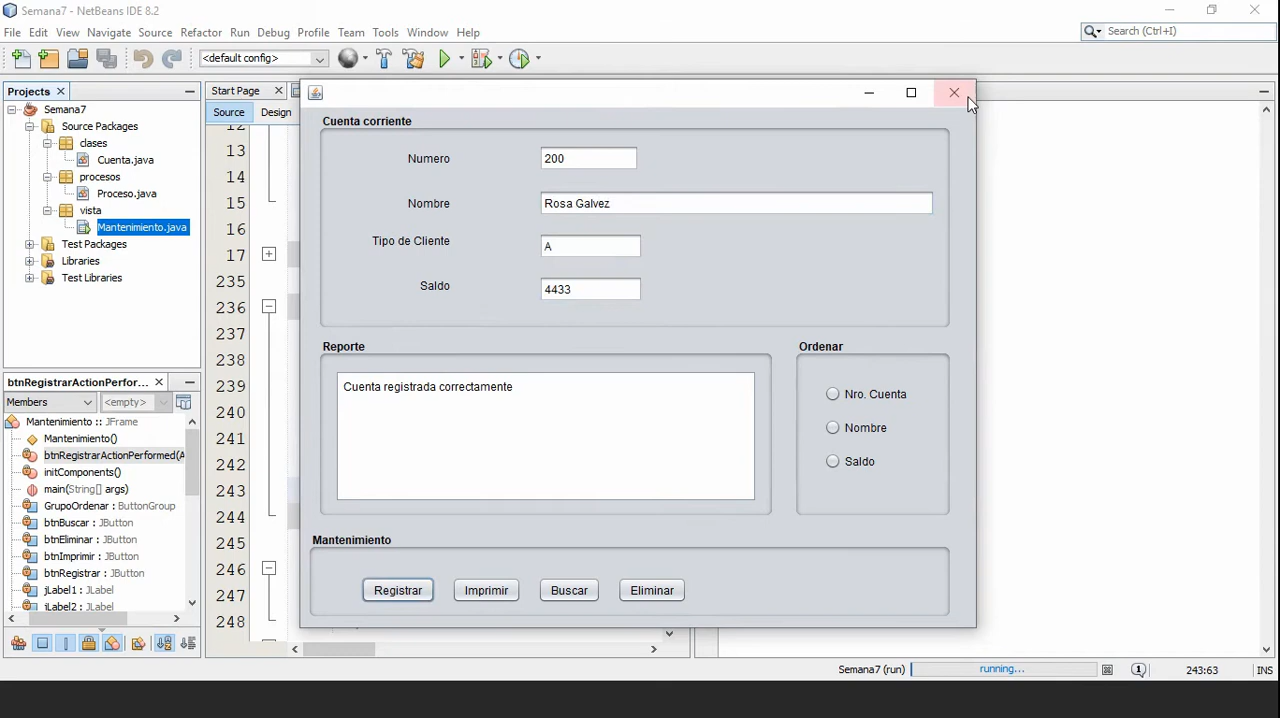 Semana7 - NetBeans IDE 8.2
File Edit View Navigate Source Refactor Run Debug Profile Team Tools Window Help
Search (Ctrl+I)
<default config>
Projects
Start Page
Semana7
Source Packages
clases
Cuenta.java
procesos
Proceso.java
vista
Mantenimiento.java
Test Packages
Libraries
Test Libraries
Source Design
12
13
14
15
16
17
235
236
237
238
239
240
241
242
243
244
245
246
247
248
Cuenta corriente
Numero 200
Nombre Rosa Galvez
Tipo de Cliente A
Saldo 4433
Reporte
Cuenta registrada correctamente
Ordenar
Nro. Cuenta
Nombre
Saldo
Mantenimiento
Registrar Imprimir Buscar Eliminar
btnRegistrarActionPerfor...
Members <empty>
Mantenimiento :: JFrame
Mantenimiento()
btnRegistrarActionPerformed(A
initComponents()
main(String[] args)
GrupoOrdenar : ButtonGroup
btnBuscar : JButton
btnEliminar : JButton
btnImprimir : JButton
btnRegistrar : JButton
jLabel1 : JLabel
jLabel2 : JLabel
Semana7 (run) running... 1 243:63 INS